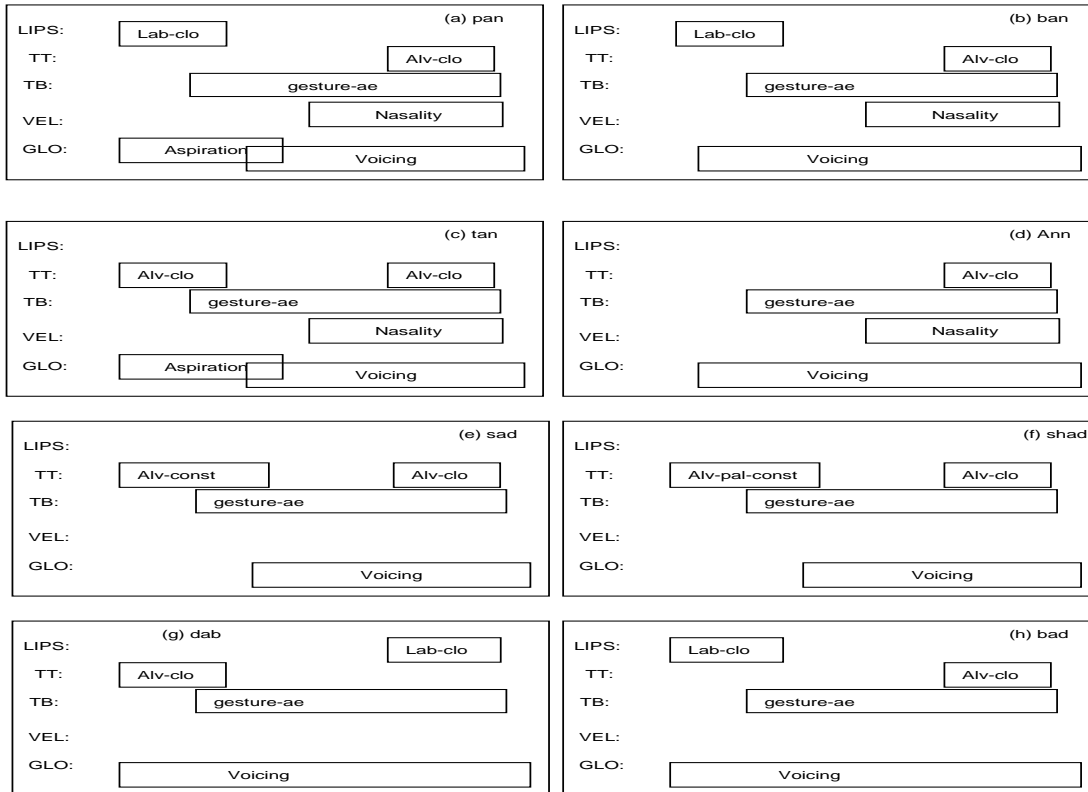 (a) pan
LIPS: Lab-clo
TT: Alv-clo
TB: gesture-ae
VEL: Nasality
GLO: Aspiration Voicing
(b) ban
LIPS: Lab-clo
TT: Alv-clo
TB: gesture-ae
VEL: Nasality
GLO: Voicing
(c) tan
LIPS:
TT: Alv-clo Alv-clo
TB: gesture-ae
VEL: Nasality
GLO: Aspiration Voicing
(d) Ann
LIPS:
TT: Alv-clo
TB: gesture-ae
VEL: Nasality
GLO: Voicing
(e) sad
LIPS:
TT: Alv-const Alv-clo
TB: gesture-ae
VEL:
GLO: Voicing
(f) shad
LIPS:
TT: Alv-pal-const Alv-clo
TB: gesture-ae
VEL:
GLO: Voicing
(g) dab
LIPS: Lab-clo
TT: Alv-clo
TB: gesture-ae
VEL:
GLO: Voicing
(h) bad
LIPS: Lab-clo
TT: Alv-clo
TB: gesture-ae
VEL:
GLO: Voicing